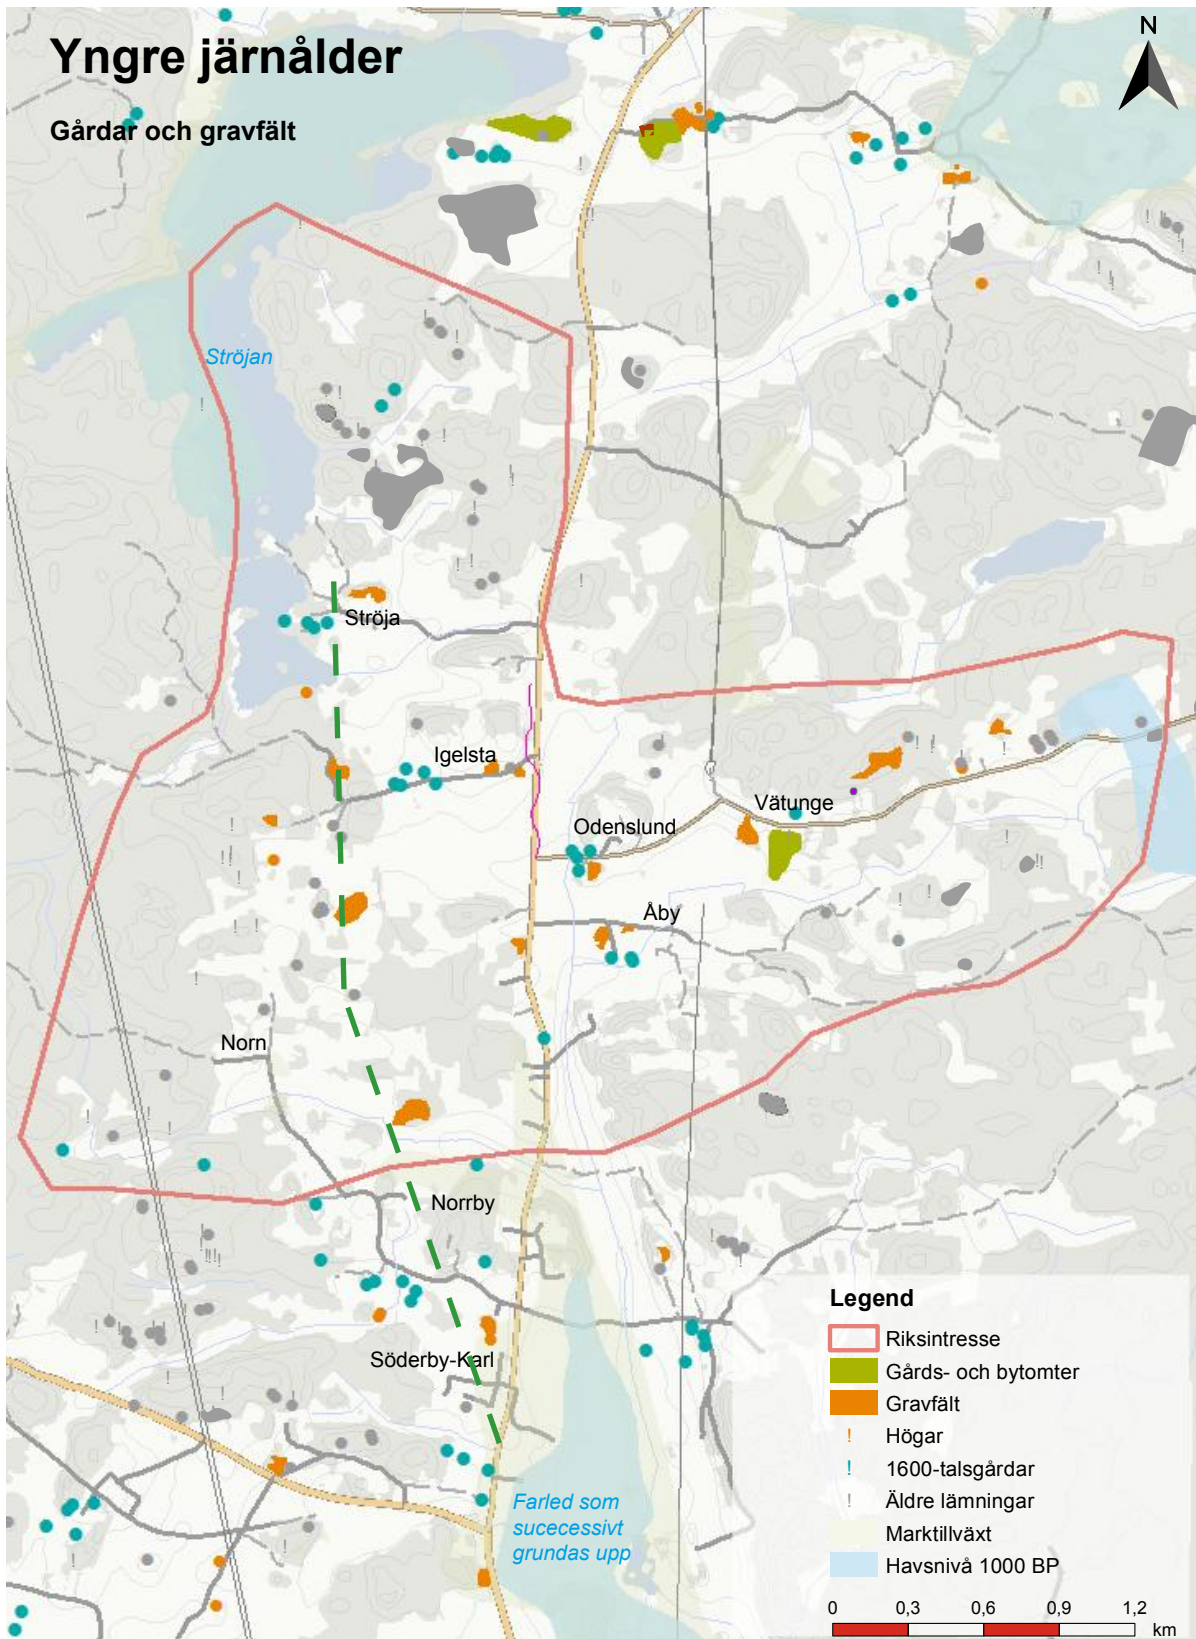 Yngre järnålder
N
Gårdar och gravfält
Ströjan
Ströja
Igelsta
Vätunge
Odenslund
Åby
Norn
Norrby
Söderby-Karl
Farled som
sucecessivt
grundas upp
Legend
Riksintresse
Gårds- och bytomter
Gravfält
! Högar
! 1600-talsgårdar
! Äldre lämningar
Marktillväxt
Havsnivå 1000 BP
0 0,3 0,6 0,9 1,2
km